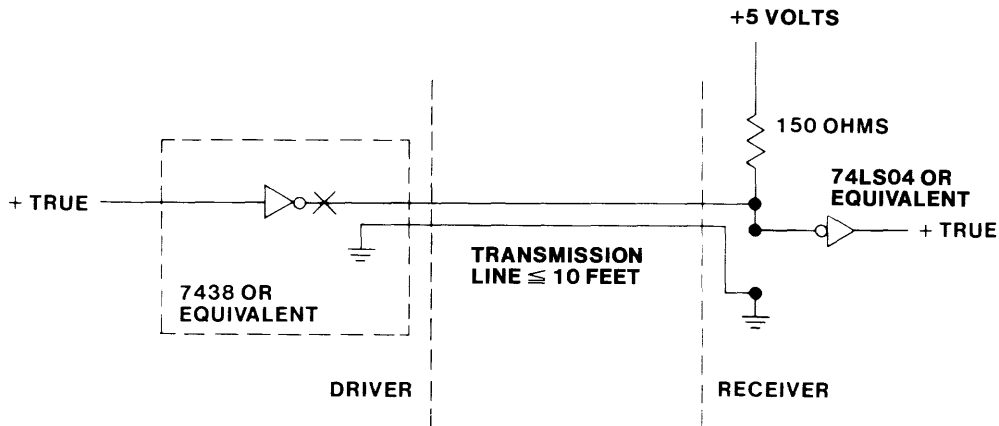 +5 VOLTS
150 OHMS
74LS04 OR
EQUIVALENT
+ TRUE
+ TRUE
TRANSMISSION
LINE ≦ 10 FEET
7438 OR
EQUIVALENT
DRIVER
RECEIVER